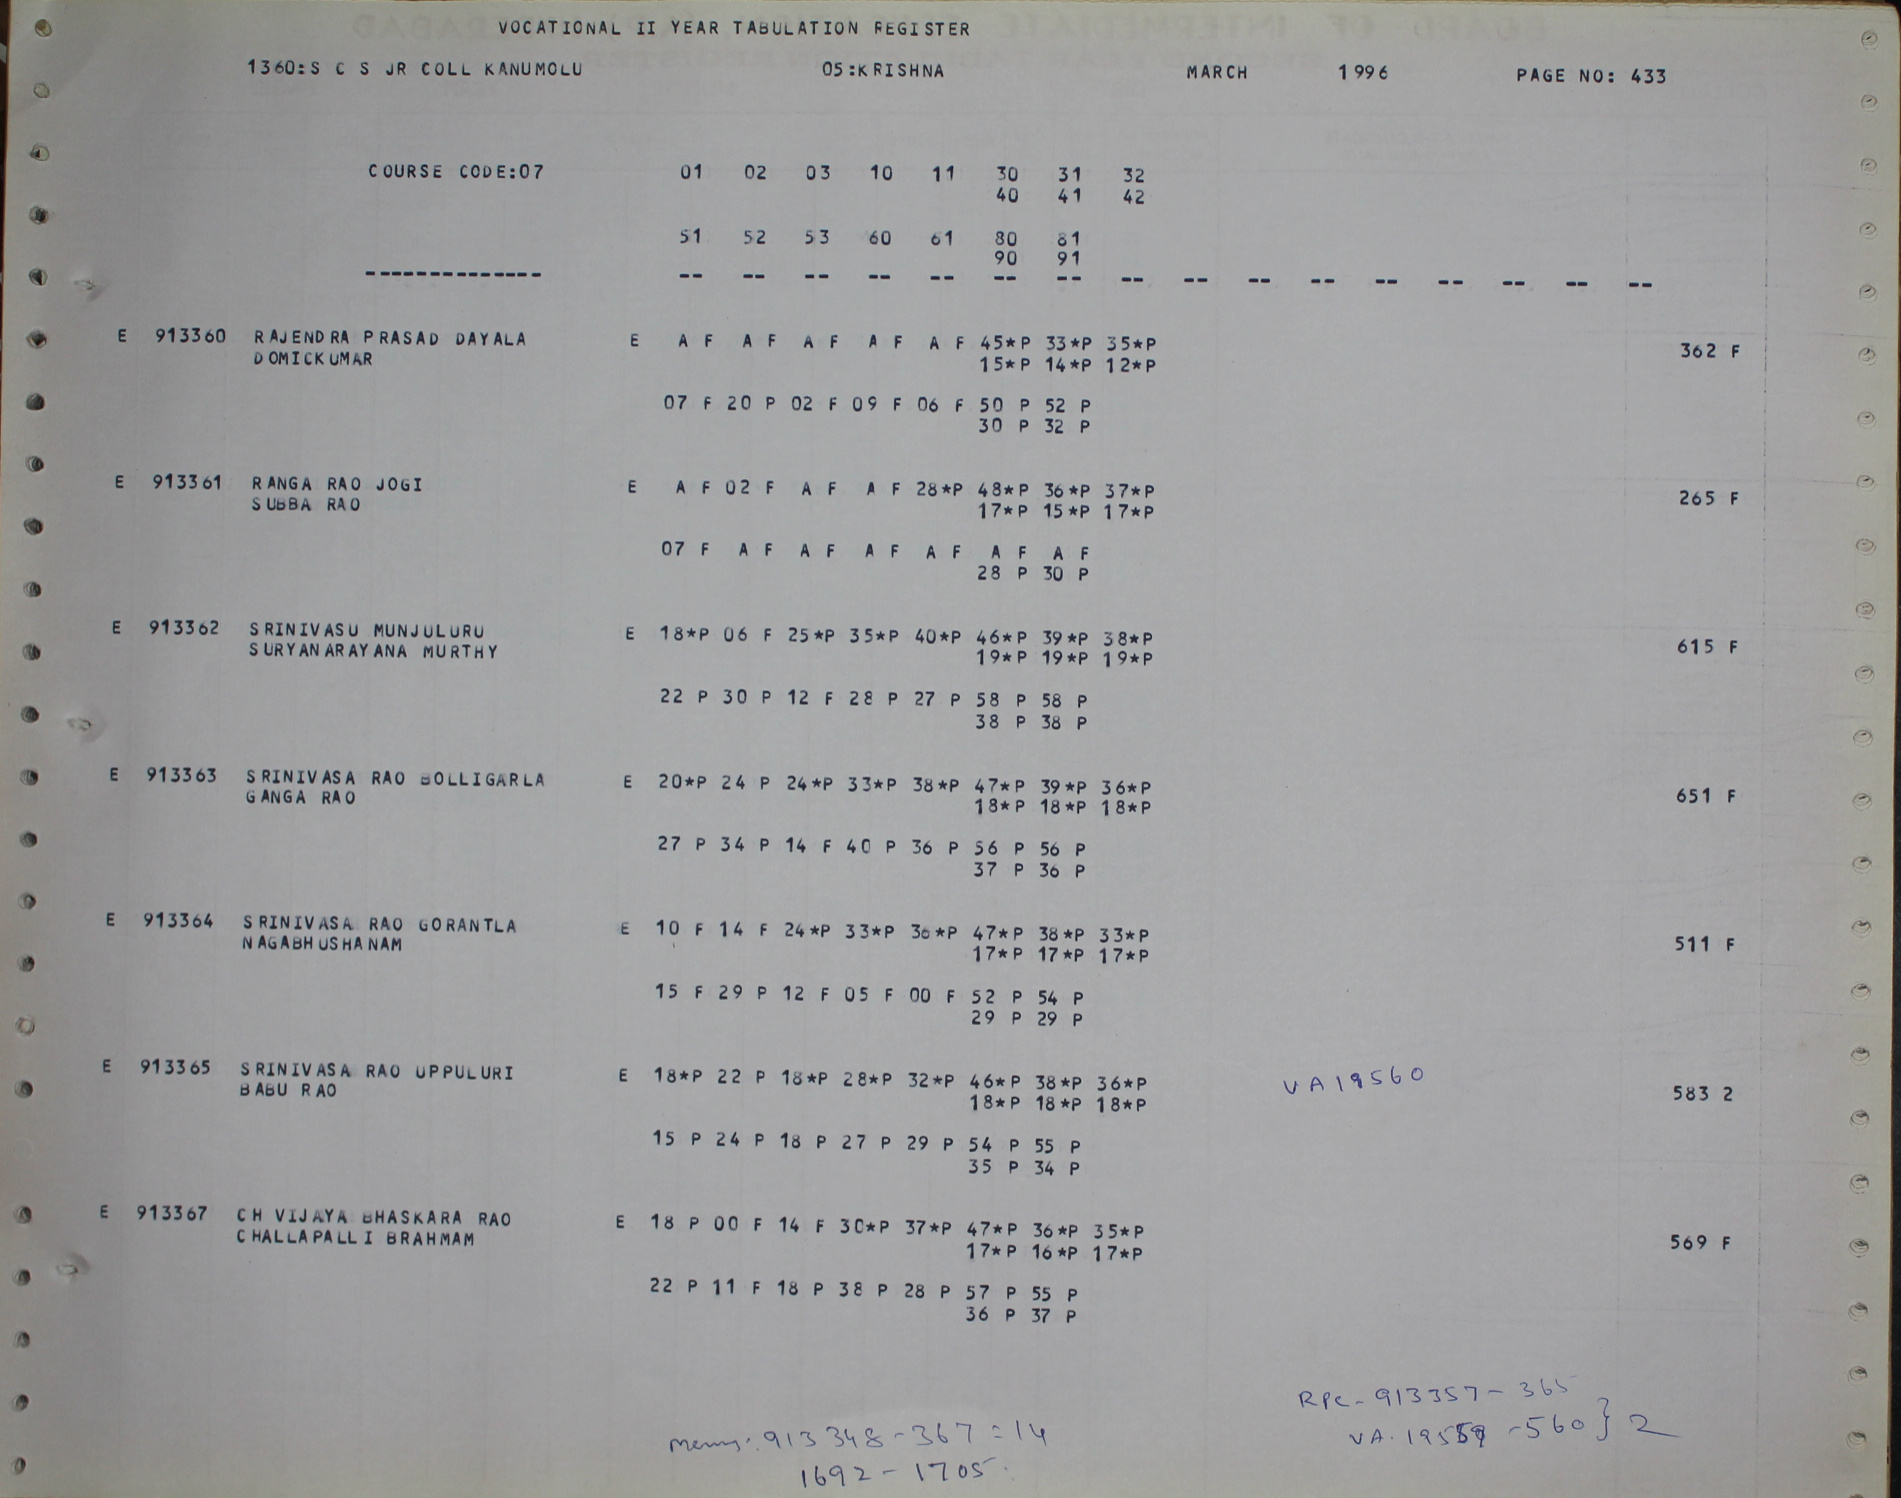 VOCATIONAL II YEAR TABULATION REGISTER
1360:S C S JR COLL KANUMOLU 05:KRISHNA MARCH 1996 PAGE NO: 433
COURSE CODE:07 01 02 03 10 11 30 31 32
40 41 42
51 52 53 60 61 80 81
90 91
-------------- -- -- -- -- -- -- -- -- -- -- -- -- -- -- -- --
E 913360 RAJENDRA PRASAD DAYALA E A F A F A F A F A F 45*P 33*P 35*P
DOMICKUMAR 15*P 14*P 12*P 362 F
07 F 20 P 02 F 09 F 06 F 50 P 52 P
30 P 32 P
E 913361 RANGA RAO JOGI E A F 02 F A F A F 28*P 48*P 36*P 37*P
SUBBA RAO 17*P 15*P 17*P 265 F
07 F A F A F A F A F A F A F
28 P 30 P
E 913362 SRINIVASU MUNJULURU E 18*P 06 F 25*P 35*P 40*P 46*P 39*P 38*P
SURYANARAYANA MURTHY 19*P 19*P 19*P 615 F
22 P 30 P 12 F 28 P 27 P 58 P 58 P
38 P 38 P
E 913363 SRINIVASA RAO BOLLIGARLA E 20*P 24 P 24*P 33*P 38*P 47*P 39*P 36*P
GANGA RAO 18*P 18*P 18*P 651 F
27 P 34 P 14 F 40 P 36 P 56 P 56 P
37 P 36 P
E 913364 SRINIVASA RAO GORANTLA E 10 F 14 F 24*P 33*P 36*P 47*P 38*P 33*P
NAGABHUSHANAM 17*P 17*P 17*P 511 F
15 F 29 P 12 F 05 F 00 F 52 P 54 P
29 P 29 P
E 913365 SRINIVASA RAO UPPULURI E 18*P 22 P 18*P 28*P 32*P 46*P 38*P 36*P VA19560
BABU RAO 18*P 18*P 18*P 583 2
15 P 24 P 18 P 27 P 29 P 54 P 55 P
35 P 34 P
E 913367 CH VIJAYA BHASKARA RAO E 18 P 00 F 14 F 30*P 37*P 47*P 36*P 35*P
CHALLAPALLI BRAHMAM 17*P 16*P 17*P 569 F
22 P 11 F 18 P 38 P 28 P 57 P 55 P
36 P 37 P
RPC- 913357- 365
VA. 19559 -560 } 2
913348-367 = 14
1692 - 1705.